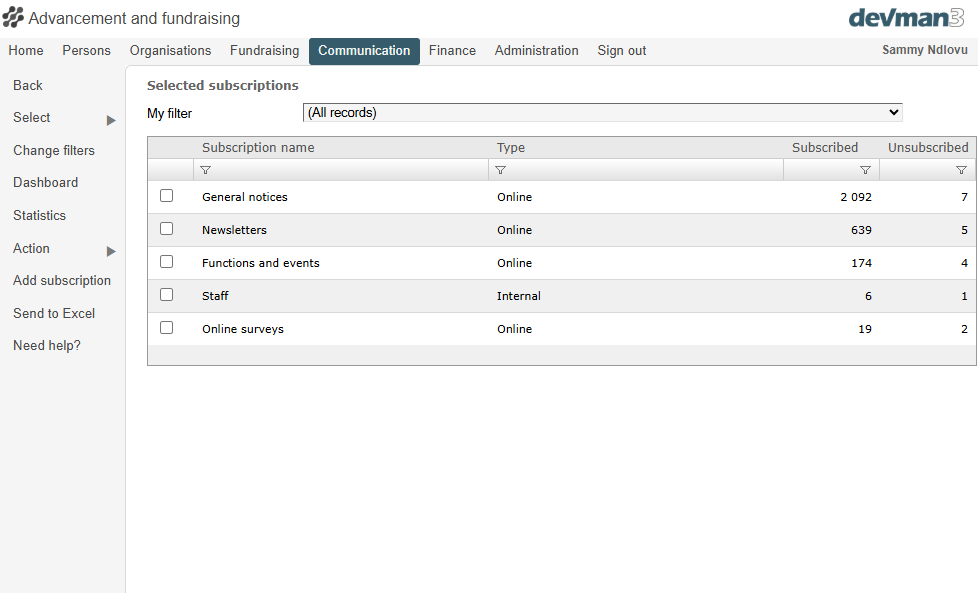 Advancement and fundraising
devman3
Home Persons Organisations Fundraising Communication Finance Administration Sign out Sammy Ndlovu
Back
Select
Change filters
Dashboard
Statistics
Action
Add subscription
Send to Excel
Need help?
Selected subscriptions
My filter (All records)
Subscription name Type Subscribed Unsubscribed
General notices Online 2 092 7
Newsletters Online 639 5
Functions and events Online 174 4
Staff Internal 6 1
Online surveys Online 19 2